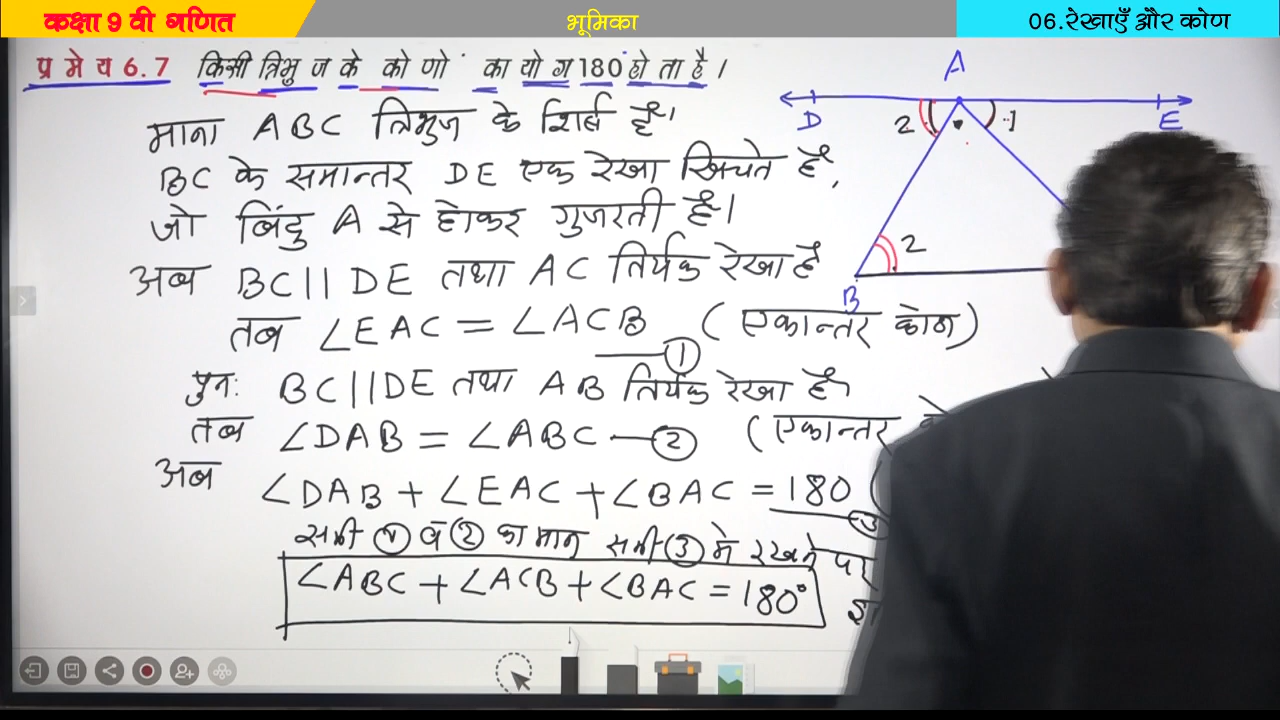 कक्षा 9 वी गणित
भूमिका
06.रेखाएँ और कोण
प्रमेय 6.7 किसी त्रिभुज के कोणों का योग 180° होता है।
माना ABC त्रिभुज के शिर्ष है।
BC के समान्तर DE एक रेखा खिचते है,
जो बिंदु A से होकर गुजरती है।
अब BC || DE तथा AC तिर्यक रेखा है
तब ∠EAC = ∠ACB (एकान्तर कोण)
①
पुनः BC || DE तथा AB तिर्यक रेखा है
तब ∠DAB = ∠ABC — ② (एकान्तर
अब ∠DAB + ∠EAC + ∠BAC = 180 (
③
समी ① व ② का मान समी ③ मे रखने पर
∠ABC + ∠ACB + ∠BAC = 180°
A
D
E
2
1
2
B